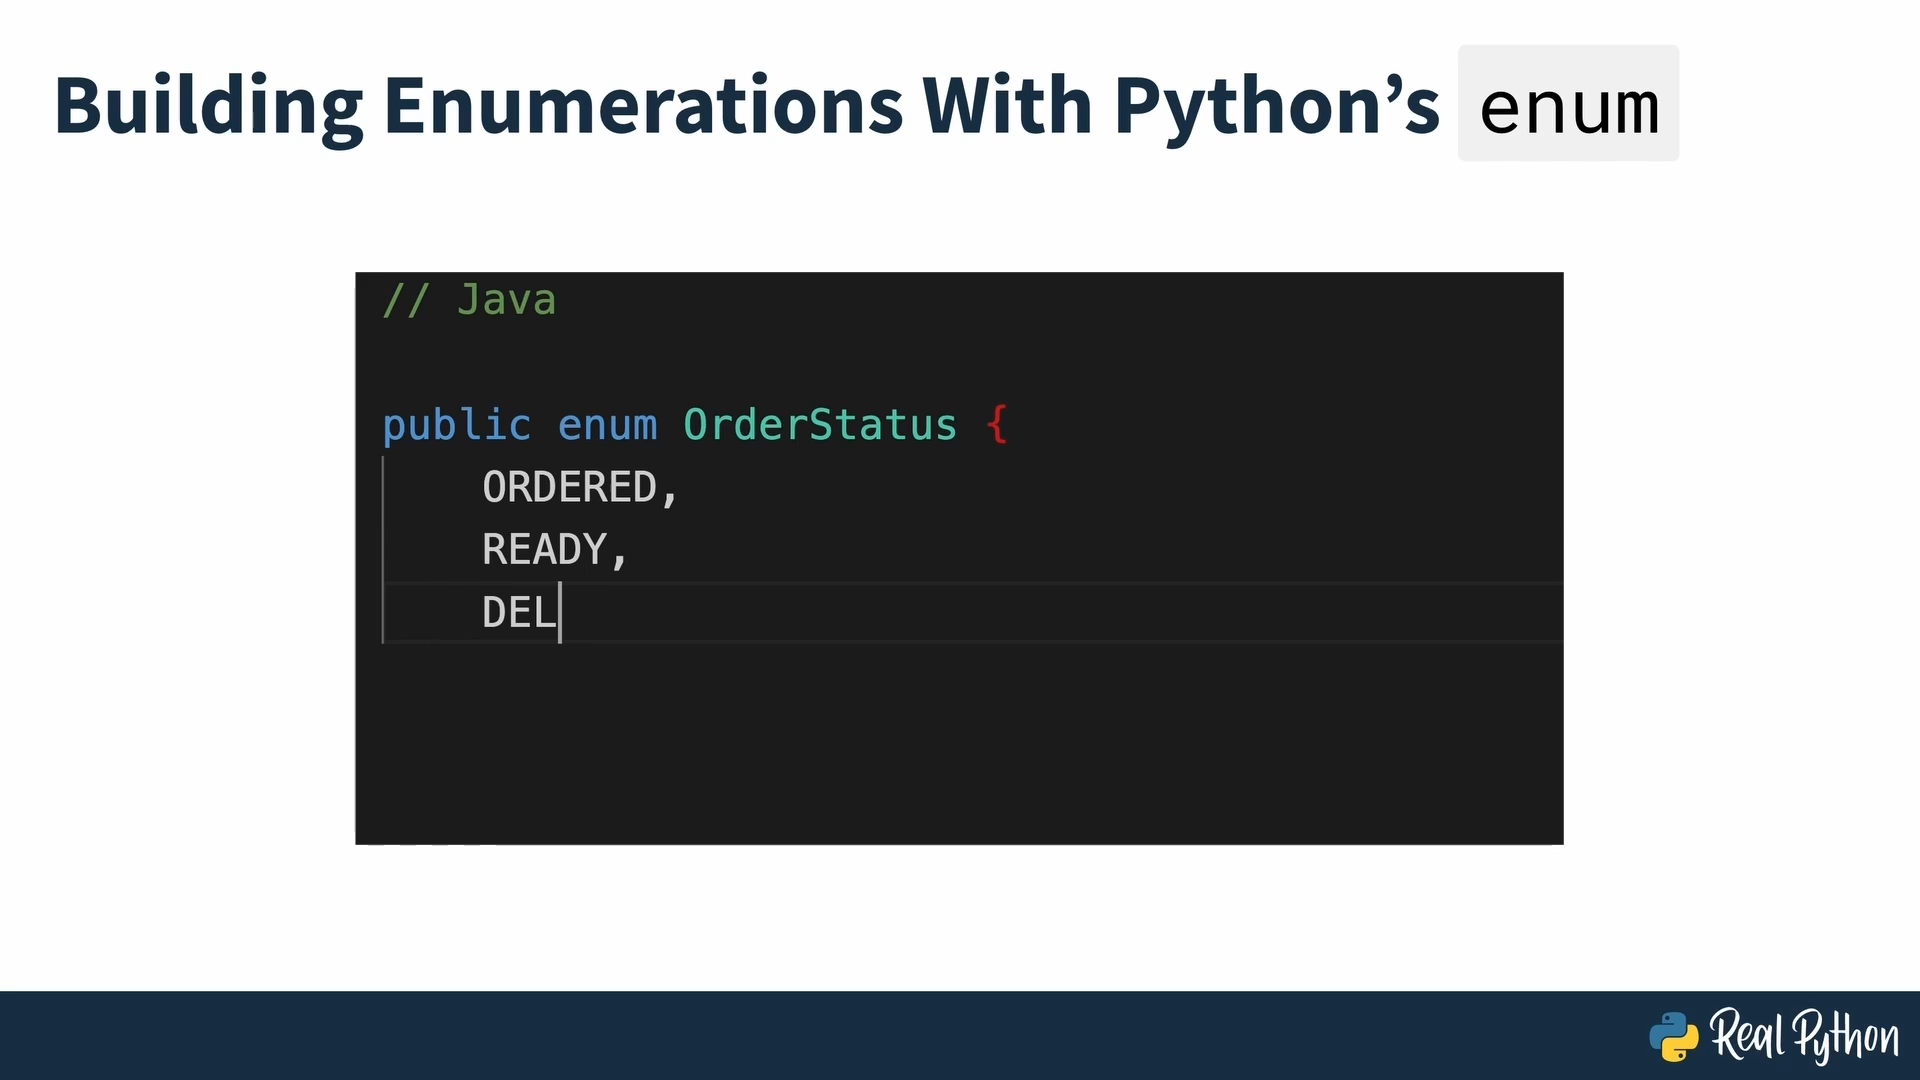 Building Enumerations With Python’s enum
// Java
public enum OrderStatus {
ORDERED,
READY,
DEL
Real Python